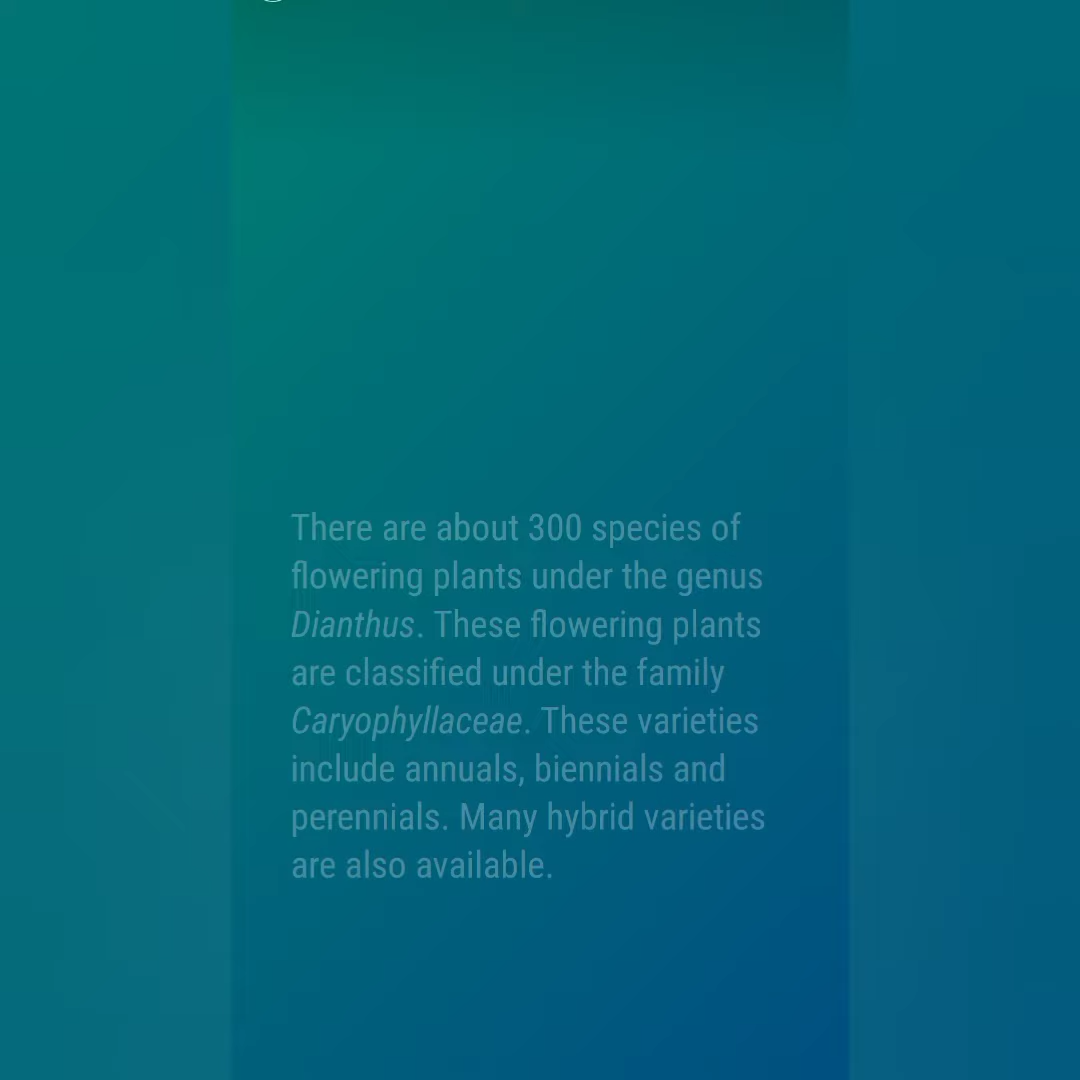 There are about 300 species of
flowering plants under the genus
Dianthus. These flowering plants
are classified under the family
Caryophyllaceae. These varieties
include annuals, biennials and
perennials. Many hybrid varieties
are also available.